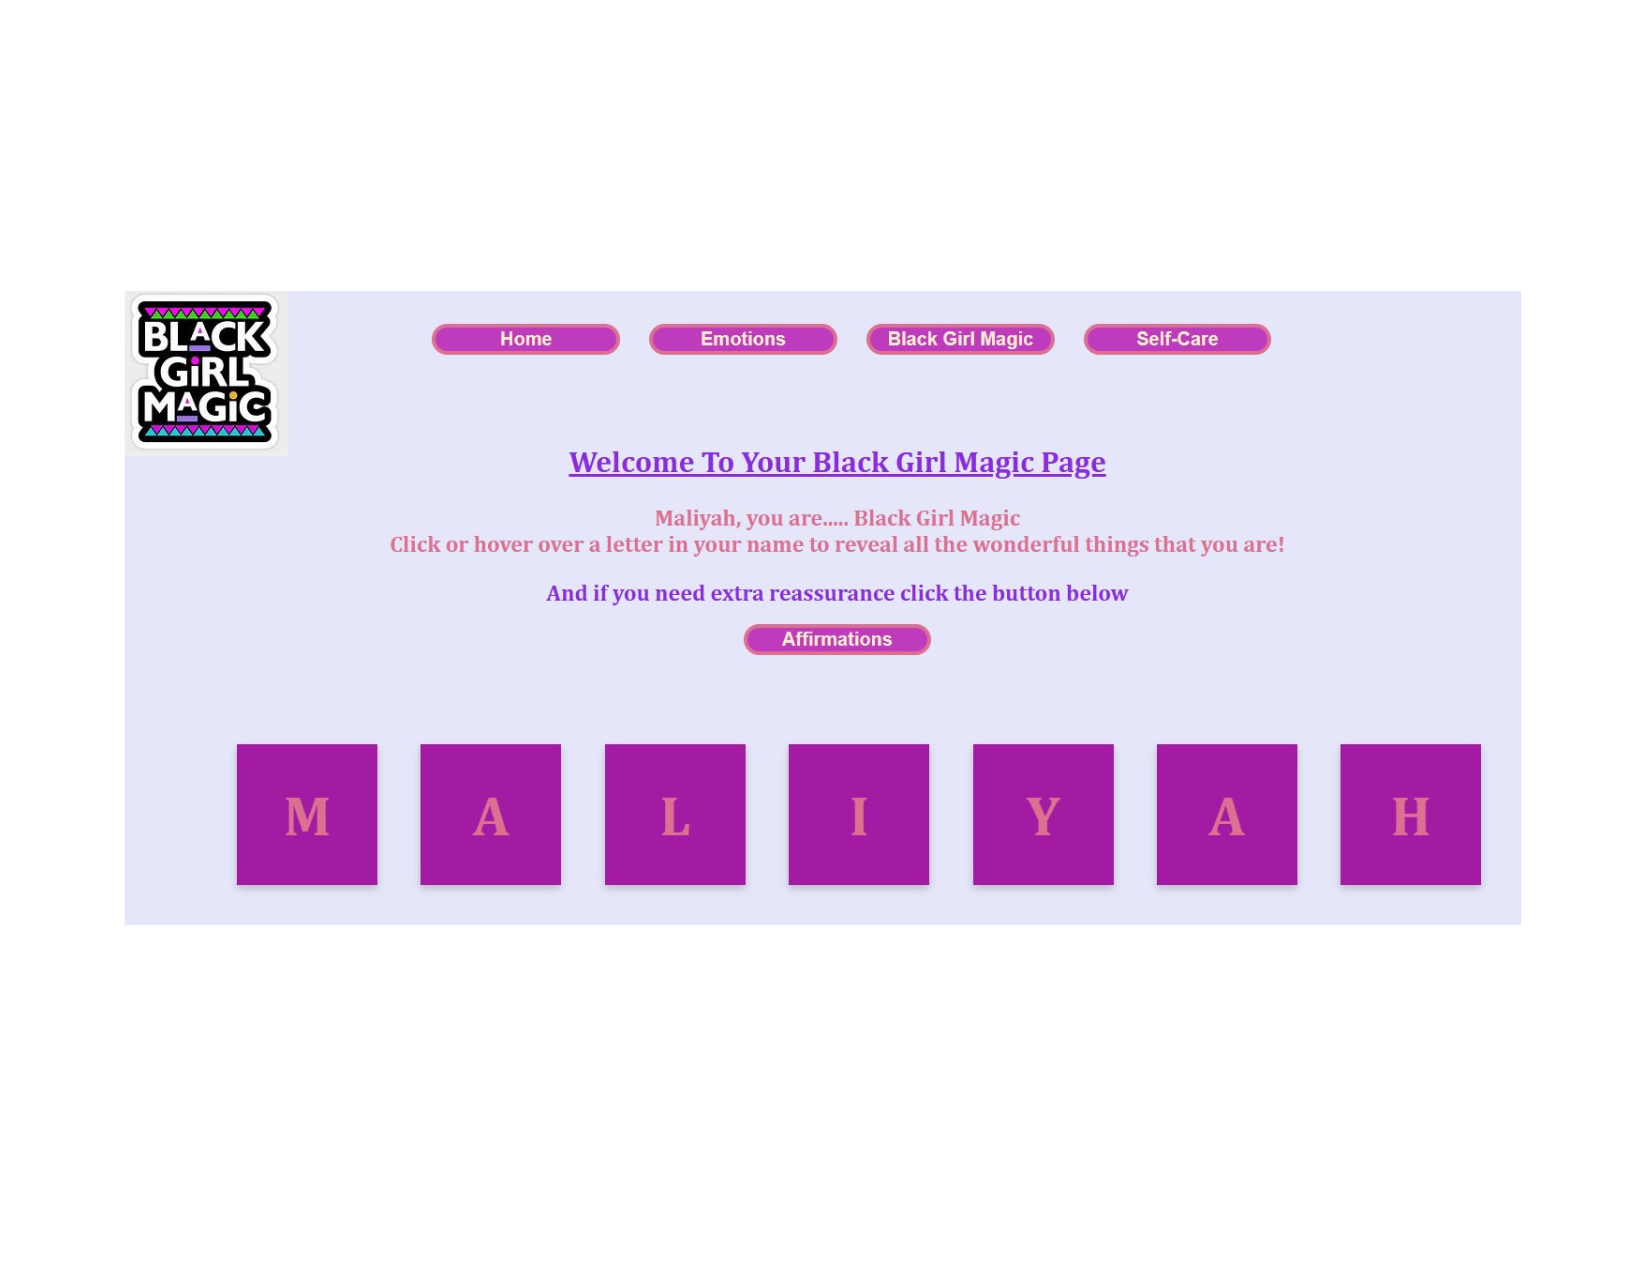 BLACK
GiRL
MAGiC
Home Emotions Black Girl Magic Self-Care
Welcome To Your Black Girl Magic Page
Maliyah, you are..... Black Girl Magic
Click or hover over a letter in your name to reveal all the wonderful things that you are!
And if you need extra reassurance click the button below
Affirmations
M A L I Y A H